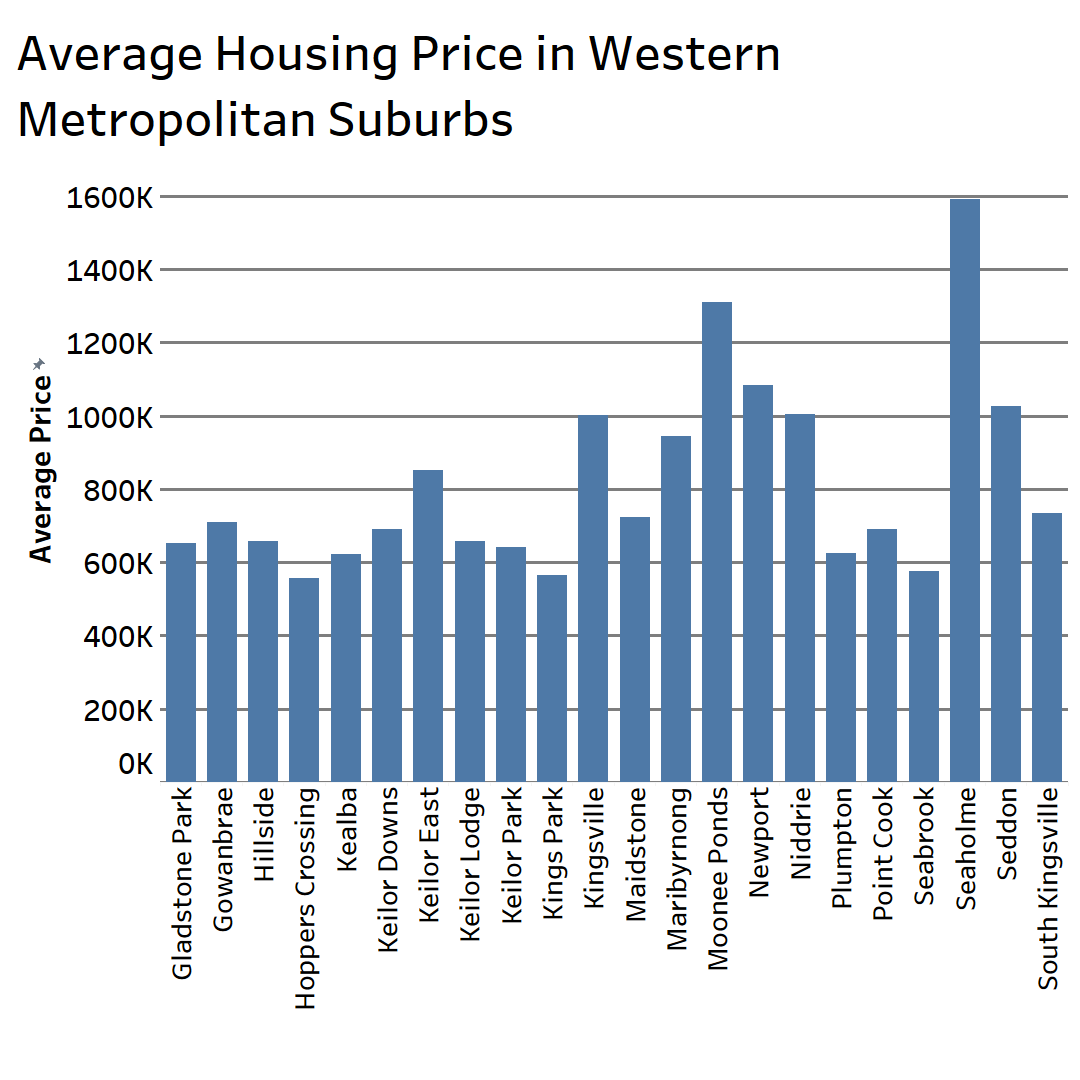 Average Housing Price in Western
Metropolitan Suburbs
1600K
1400K
1200K
1000K
800K
600K
400K
200K
0K
Average Price
Gladstone Park
Gowanbrae
Hillside
Hoppers Crossing
Kealba
Keilor Downs
Keilor East
Keilor Lodge
Keilor Park
Kings Park
Kingsville
Maidstone
Maribyrnong
Moonee Ponds
Newport
Niddrie
Plumpton
Point Cook
Seabrook
Seaholme
Seddon
South Kingsville